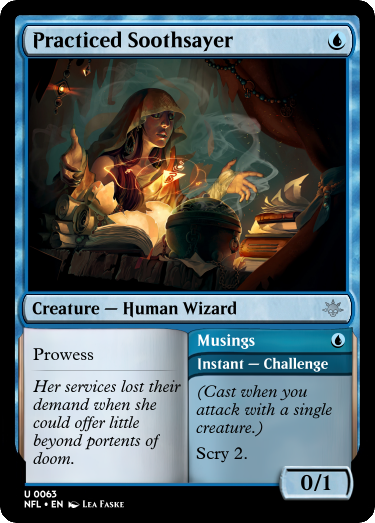 Practiced Soothsayer
Creature — Human Wizard
Prowess
Her services lost their
demand when she
could offer little
beyond portents of
doom.
Musings
Instant — Challenge
(Cast when you
attack with a single
creature.)
Scry 2.
0/1
U 0063
NFL • EN Lea Faske